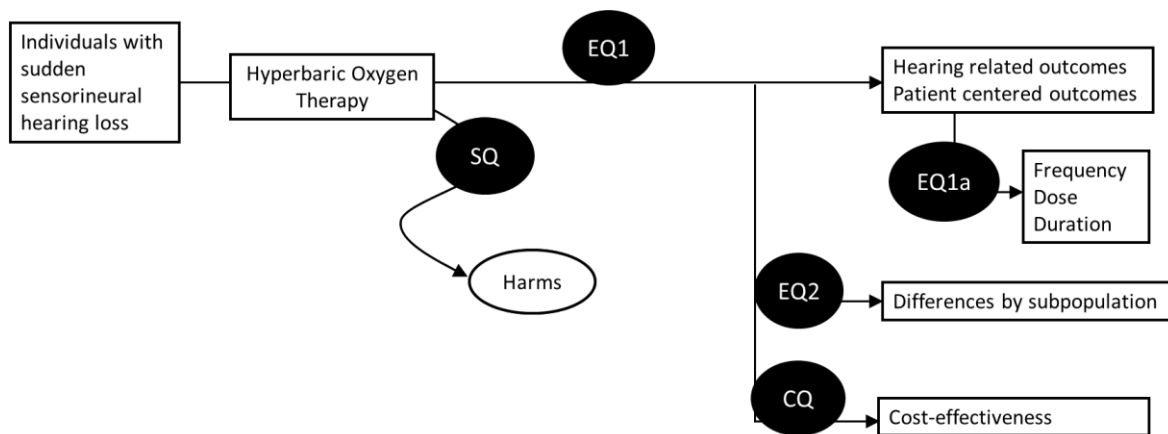 Individuals with
sudden
sensorineural
hearing loss
Hyperbaric Oxygen
Therapy
EQ1
Hearing related outcomes
Patient centered outcomes
SQ
EQ1a
Frequency
Dose
Duration
Harms
EQ2
Differences by subpopulation
CQ
Cost-effectiveness